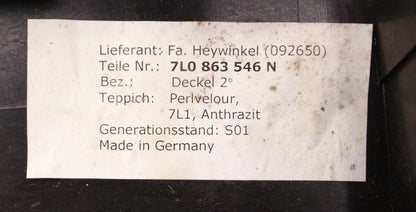 Lieferant: Fa. Heywinkel (092650)
Teile Nr.: 7L0 863 546 N
Bez.: Deckel 2°
Teppich: Perlvelour,
7L1, Anthrazit
Generationsstand: S01
Made in Germany